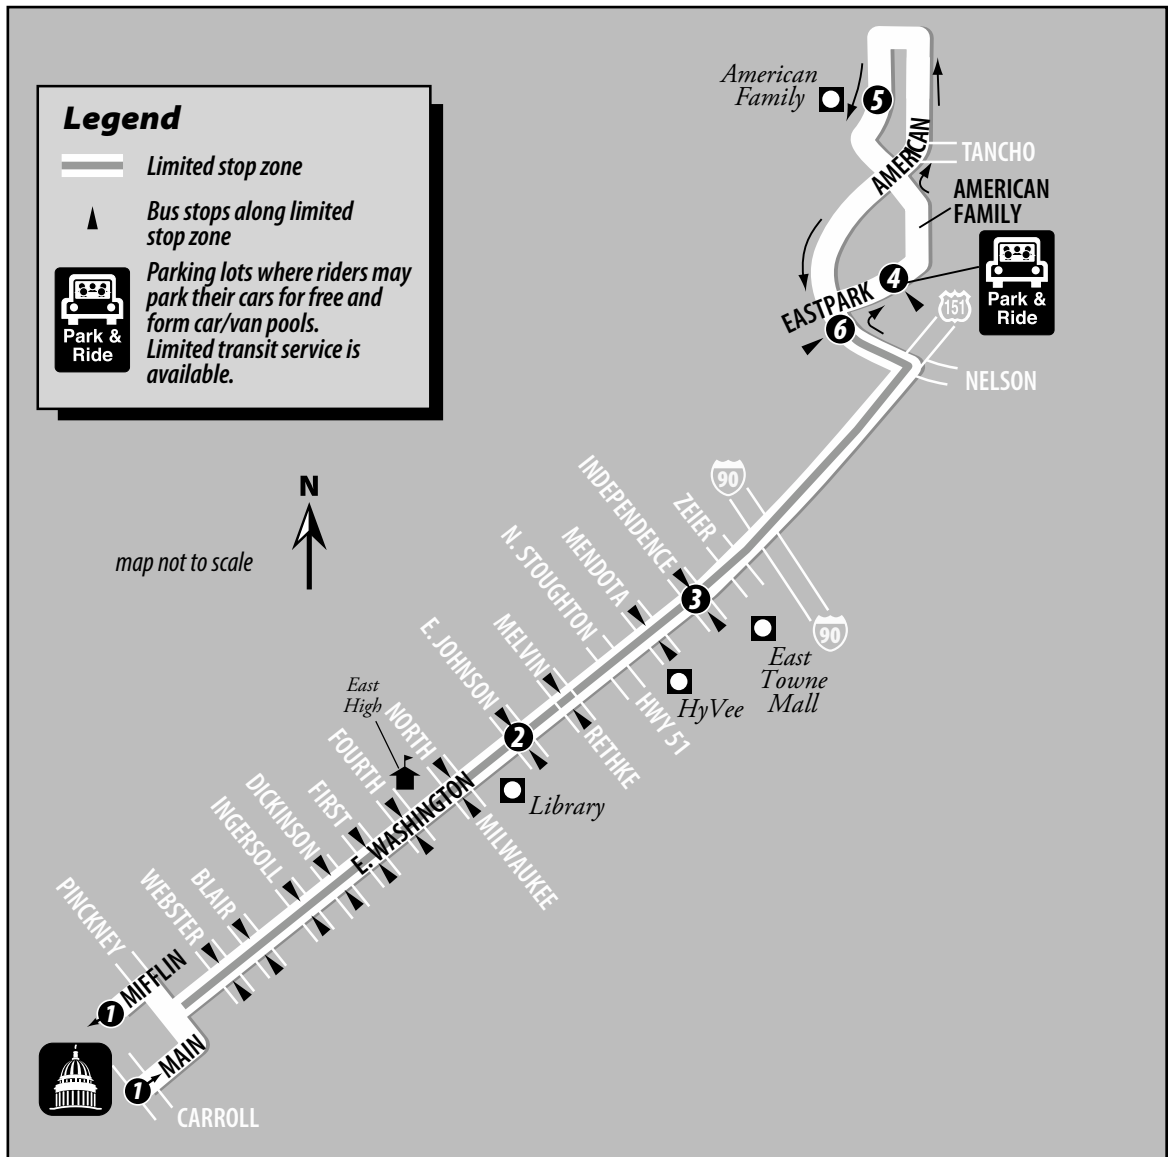 Legend
Limited stop zone
Bus stops along limited
stop zone
Park &
Ride
Parking lots where riders may
park their cars for free and
form car/van pools.
Limited transit service is
available.
American
Family
5
AMERICAN
TANCHO
AMERICAN
FAMILY
4
Park &
Ride
EASTPARK
6
151
NELSON
N
map not to scale
90
ZEIER
INDEPENDENCE
MENDOTA
N. STOUGHTON
3
90
East
Towne
Mall
HyVee
HWY 51
MELVIN
RETHKE
E. JOHNSON
2
Library
East
High
NORTH
MILWAUKEE
FOURTH
E. WASHINGTON
FIRST
DICKINSON
INGERSOLL
BLAIR
WEBSTER
PINCKNEY
MIFFLIN
1
MAIN
1
CARROLL